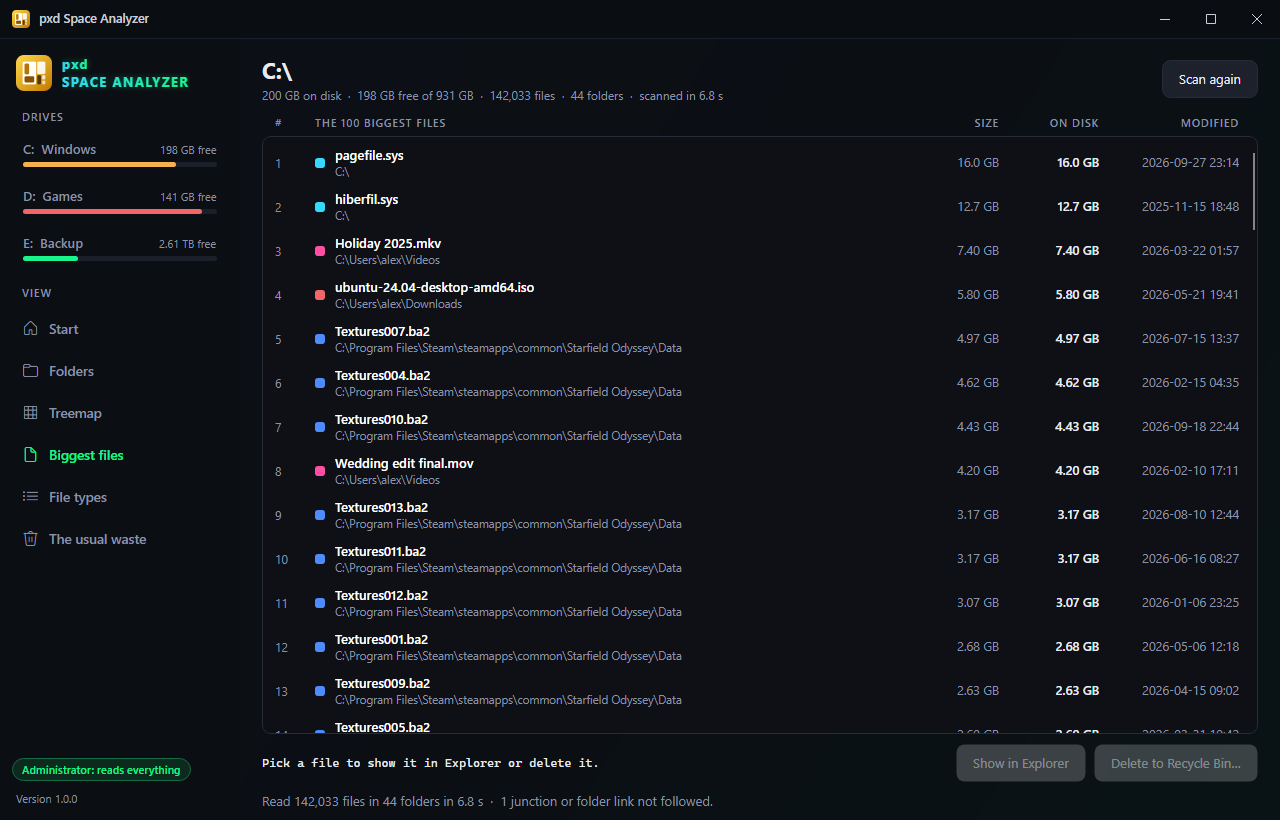 pxd Space Analyzer
pxd
SPACE ANALYZER
DRIVES
C: Windows 198 GB free
D: Games 141 GB free
E: Backup 2.61 TB free
VIEW
Start
Folders
Treemap
Biggest files
File types
The usual waste
Administrator: reads everything
Version 1.0.0
C:\
200 GB on disk · 198 GB free of 931 GB · 142,033 files · 44 folders · scanned in 6.8 s
Scan again
# THE 100 BIGGEST FILES SIZE ON DISK MODIFIED
1 pagefile.sys 16.0 GB 16.0 GB 2026-09-27 23:14
C:\
2 hiberfil.sys 12.7 GB 12.7 GB 2025-11-15 18:48
C:\
3 Holiday 2025.mkv 7.40 GB 7.40 GB 2026-03-22 01:57
C:\Users\alex\Videos
4 ubuntu-24.04-desktop-amd64.iso 5.80 GB 5.80 GB 2026-05-21 19:41
C:\Users\alex\Downloads
5 Textures007.ba2 4.97 GB 4.97 GB 2026-07-15 13:37
C:\Program Files\Steam\steamapps\common\Starfield Odyssey\Data
6 Textures004.ba2 4.62 GB 4.62 GB 2026-02-15 04:35
C:\Program Files\Steam\steamapps\common\Starfield Odyssey\Data
7 Textures010.ba2 4.43 GB 4.43 GB 2026-09-18 22:44
C:\Program Files\Steam\steamapps\common\Starfield Odyssey\Data
8 Wedding edit final.mov 4.20 GB 4.20 GB 2026-02-10 17:11
C:\Users\alex\Videos
9 Textures013.ba2 3.17 GB 3.17 GB 2026-08-10 12:44
C:\Program Files\Steam\steamapps\common\Starfield Odyssey\Data
10 Textures011.ba2 3.17 GB 3.17 GB 2026-06-16 08:27
C:\Program Files\Steam\steamapps\common\Starfield Odyssey\Data
11 Textures012.ba2 3.07 GB 3.07 GB 2026-01-06 23:25
C:\Program Files\Steam\steamapps\common\Starfield Odyssey\Data
12 Textures001.ba2 2.68 GB 2.68 GB 2026-05-06 12:18
C:\Program Files\Steam\steamapps\common\Starfield Odyssey\Data
13 Textures009.ba2 2.63 GB 2.63 GB 2026-04-15 09:02
C:\Program Files\Steam\steamapps\common\Starfield Odyssey\Data
Textures005.ba2
Pick a file to show it in Explorer or delete it.
Show in Explorer
Delete to Recycle Bin...
Read 142,033 files in 44 folders in 6.8 s · 1 junction or folder link not followed.